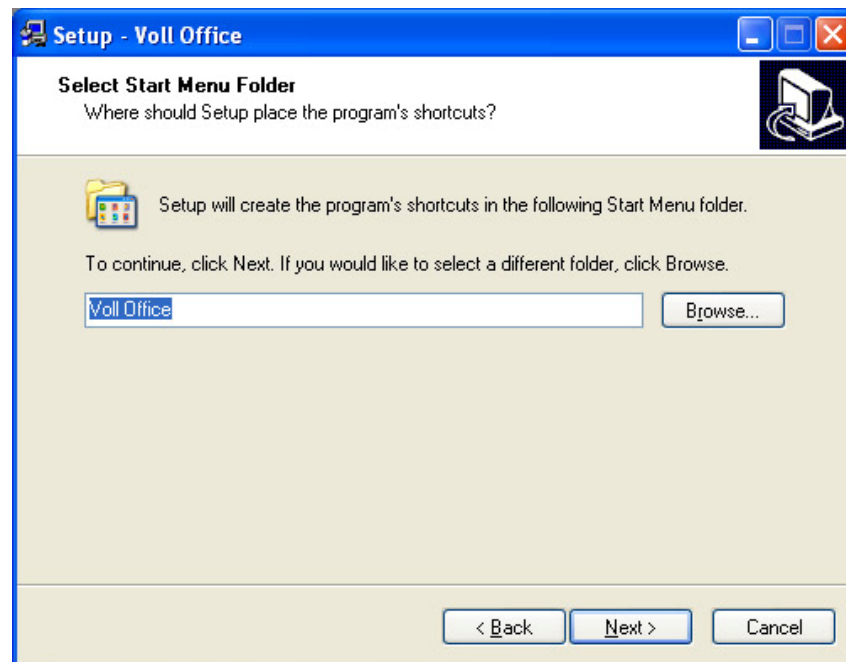 Setup - Voll Office
Select Start Menu Folder
Where should Setup place the program's shortcuts?
Setup will create the program's shortcuts in the following Start Menu folder.
To continue, click Next. If you would like to select a different folder, click Browse.
Voll Office
Browse...
< Back
Next >
Cancel